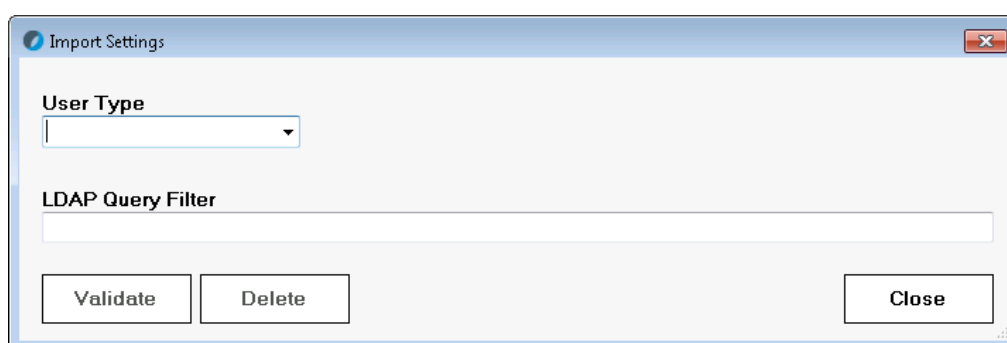 Import Settings
User Type
LDAP Query Filter
Validate Delete Close